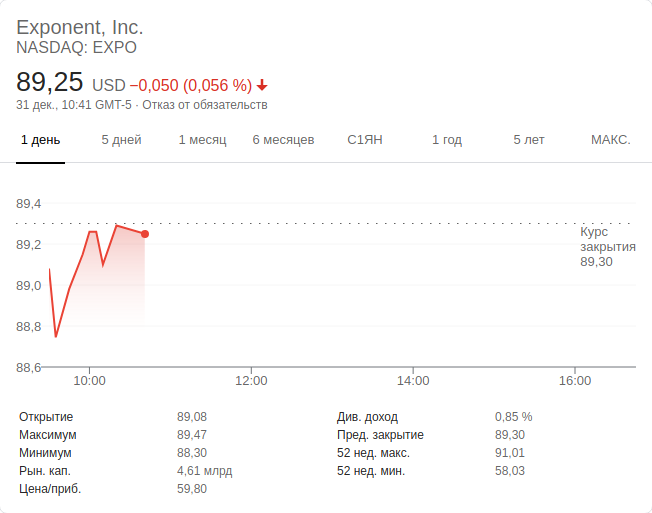 Exponent, Inc.
NASDAQ: EXPO
89,25 USD −0,050 (0,056 %)
31 дек., 10:41 GMT-5 · Отказ от обязательств
1 день 5 дней 1 месяц 6 месяцев С1ЯН 1 год 5 лет МАКС.
89,4
89,2
89,0
88,8
88,6
Курс
закрытия
89,30
10:00 12:00 14:00 16:00
Открытие 89,08 Див. доход 0,85 %
Максимум 89,47 Пред. закрытие 89,30
Минимум 88,30 52 нед. макс. 91,01
Рын. кап. 4,61 млрд 52 нед. мин. 58,03
Цена/приб. 59,80